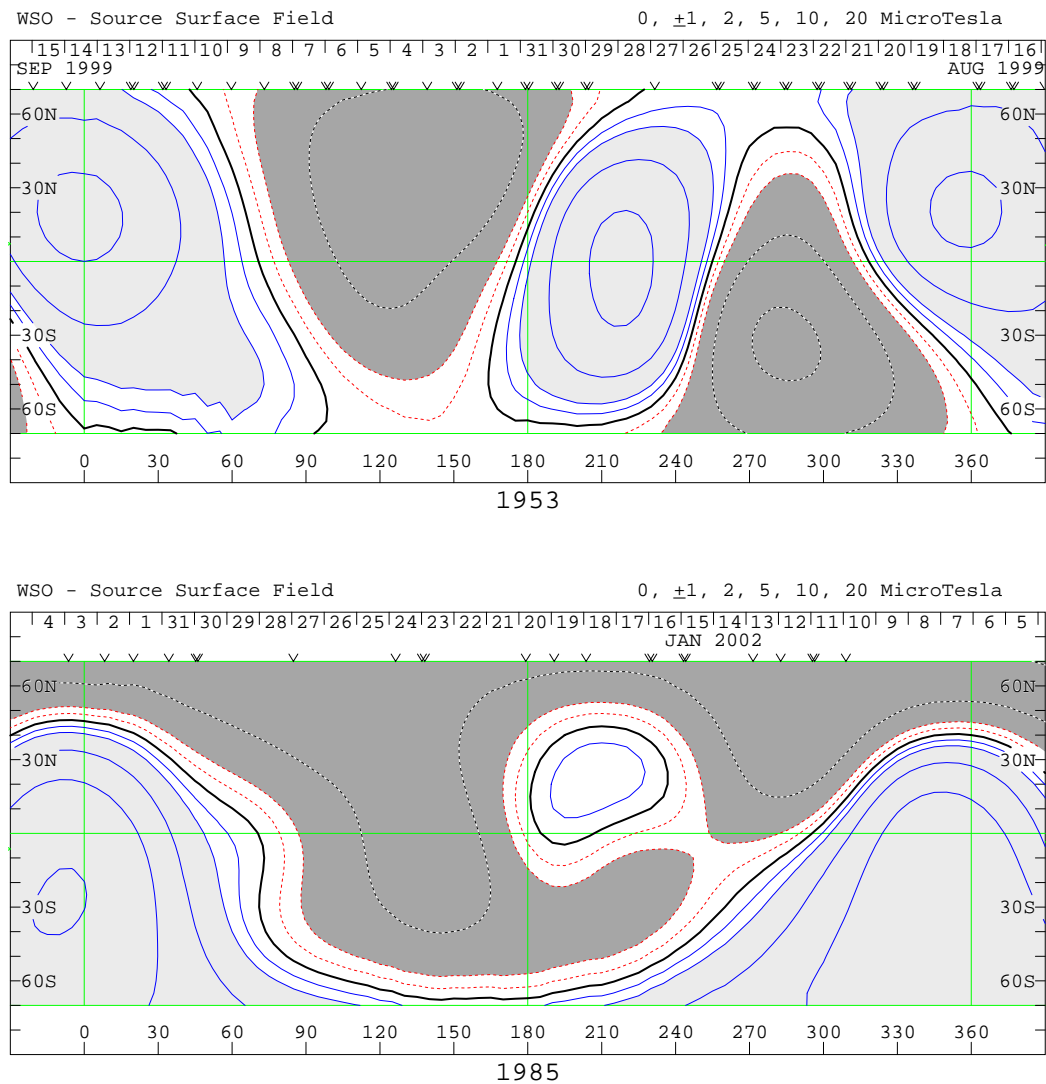 WSO - Source Surface Field 0, ±1, 2, 5, 10, 20 MicroTesla
15 14 13 12 11 10 9 8 7 6 5 4 3 2 1 31 30 29 28 27 26 25 24 23 22 21 20 19 18 17 16
SEP 1999 AUG 1999
60N 60N
30N 30N
30S 30S
60S 60S
0 30 60 90 120 150 180 210 240 270 300 330 360
1953
WSO - Source Surface Field 0, ±1, 2, 5, 10, 20 MicroTesla
4 3 2 1 31 30 29 28 27 26 25 24 23 22 21 20 19 18 17 16 15 14 13 12 11 10 9 8 7 6 5
JAN 2002
60N 60N
30N 30N
30S 30S
60S 60S
0 30 60 90 120 150 180 210 240 270 300 330 360
1985